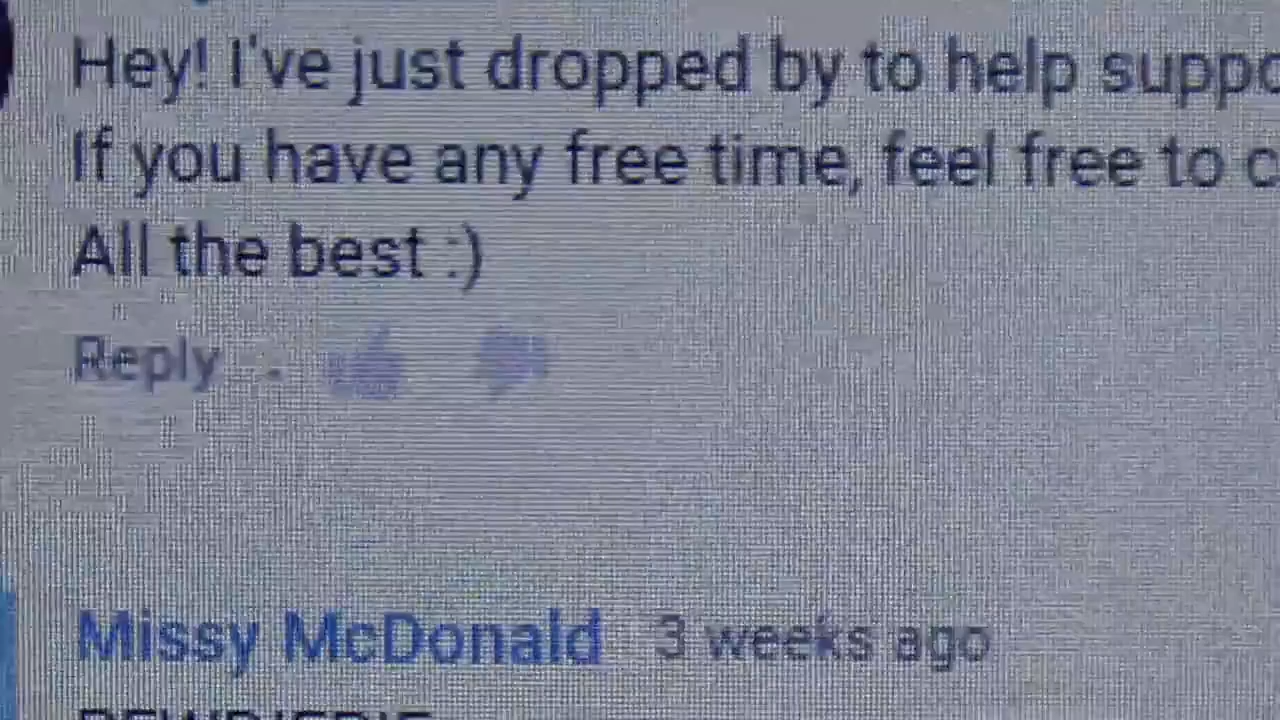 Hey! I've just dropped by to help suppo
If you have any free time, feel free to c
All the best :)
Reply .
Missy McDonald 3 weeks ago